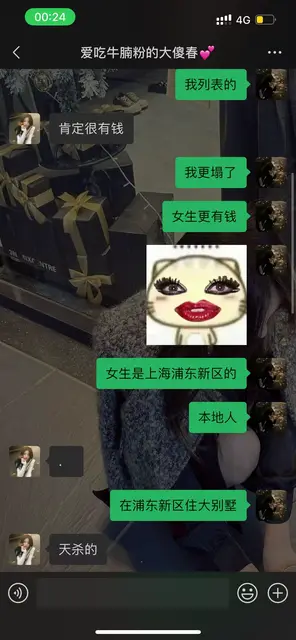 00:24
4G
爱吃牛腩粉的大傻春💕
我列表的
肯定很有钱
我更塌了
女生更有钱
女生是上海浦东新区的
本地人
.
在浦东新区住大别墅
天杀的